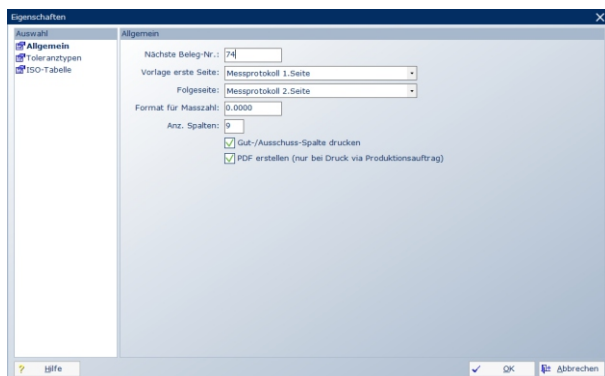 Eigenschaften
Auswahl
Allgemein
Toleranztypen
ISO-Tabelle
Allgemein
Nächste Beleg-Nr.: 74
Vorlage erste Seite: Messprotokoll 1.Seite
Folgeseite: Messprotokoll 2.Seite
Format für Masszahl: 0.0000
Anz. Spalten: 9
Gut-/Ausschuss-Spalte drucken
PDF erstellen (nur bei Druck via Produktionsauftrag)
? Hilfe
OK
Abbrechen